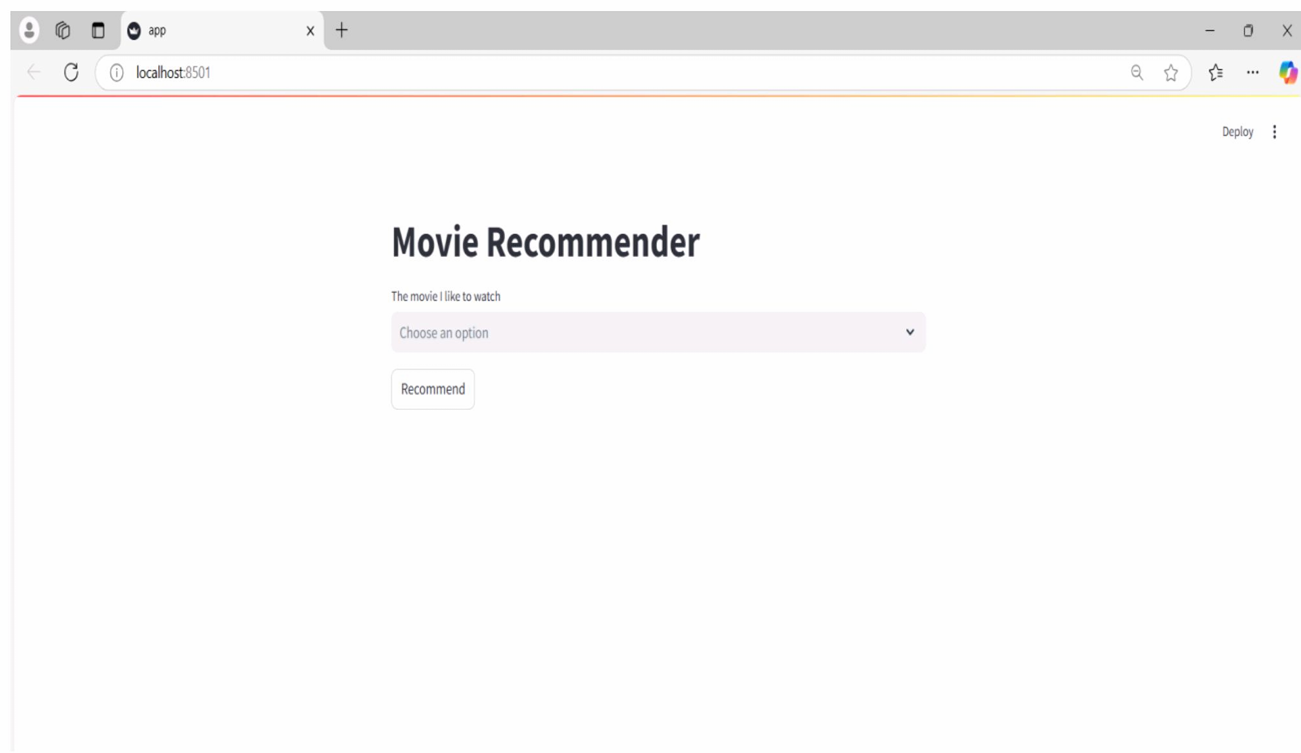 app
localhost:8501
Deploy
Movie Recommender
The movie I like to watch
Choose an option
Recommend